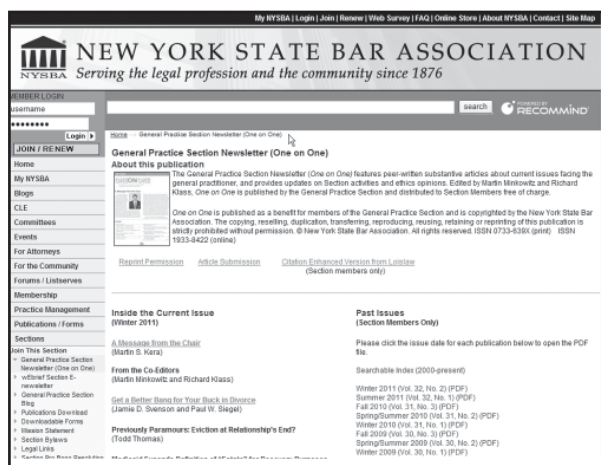 My NYSBA | Login | Join | Renew | Web Survey | FAQ | Online Store | About NYSBA | Contact | Site Map
NYSBA
NEW YORK STATE BAR ASSOCIATION
Serving the legal profession and the community since 1876
MEMBER LOGIN
username
Login
JOIN / RENEW
Home
My NYSBA
Blogs
CLE
Committees
Events
For Attorneys
For the Community
Forums / Listserves
Membership
Practice Management
Publications / Forms
Sections
Join This Section
General Practice Section
Newsletter (One on One)
General Practice Section
Blog
Publications Download
Downloadable Forms
Mission Statement
Section Bylaws
Legal Links
search
POWERED BY
RECOMMIND
Home → General Practice Section Newsletter (One on One)
General Practice Section Newsletter (One on One)
About this publication
The General Practice Section Newsletter (One on One) features peer-written substantive articles about current issues facing the
general practitioner, and provides updates on Section activities and ethics opinions. Edited by Martin Minkowitz and Richard
Klass, One on One is published by the General Practice Section and distributed to Section Members free of charge.
One on One is published as a benefit for members of the General Practice Section and is copyrighted by the New York State Bar
Association. The copying, reselling, duplication, transferring, reproducing, reusing, retaining or reprinting of this publication is
strictly prohibited without permission. © New York State Bar Association. All rights reserved. ISSN 0733-639X (print) ISSN
1933-8422 (online)
Reprint Permission
Article Submission
Citation Enhanced Version from Loislaw
(Section members only)
Inside the Current Issue
(Winter 2011)
A Message from the Chair
(Martin S. Kera)
From the Co-Editors
(Martin Minkowitz and Richard Klass)
Get a Better Bang for Your Buck in Divorce
(Jamie D. Svenson and Paul W. Siegel)
Previously Paramours: Eviction at Relationship's End?
(Todd Thomas)
Past Issues
(Section Members Only)
Please click the issue date for each publication below to open the PDF
file.
Searchable Index (2000-present)
Winter 2011 (Vol. 32, No. 2) (PDF)
Summer 2011 (Vol. 32, No. 1) (PDF)
Fall 2010 (Vol. 31, No. 3) (PDF)
Spring/Summer 2010 (Vol. 31, No. 2) (PDF)
Winter 2010 (Vol. 31, No. 1) (PDF)
Fall 2009 (Vol. 30, No. 3) (PDF)
Spring/Summer 2009 (Vol. 30, No. 2) (PDF)
Winter 2009 (Vol. 30, No. 1) (PDF)